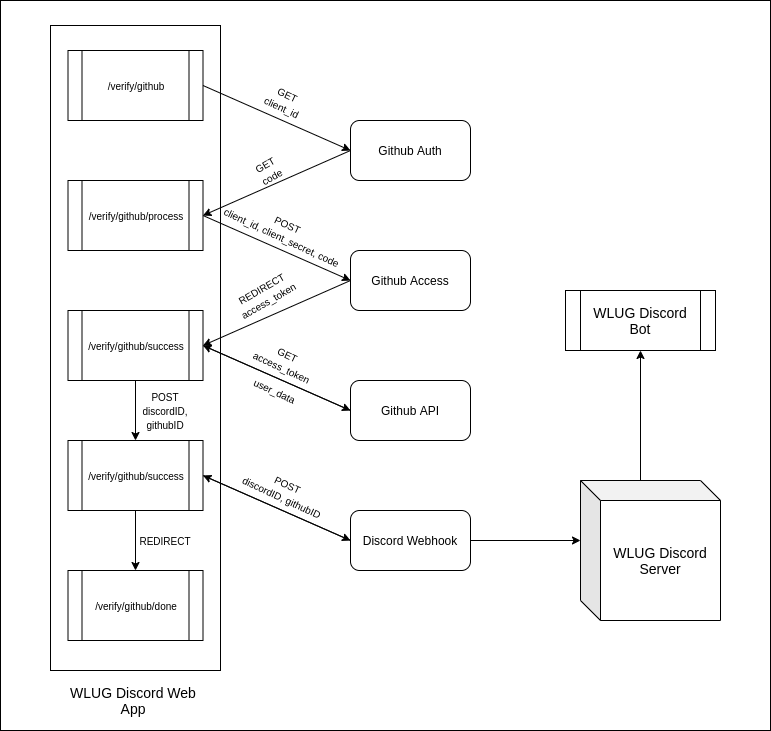 /verify/github
GET
client_id
Github Auth
GET
code
/verify/github/process
POST
client_id, client_secret, code
Github Access
REDIRECT
access_token
/verify/github/success
GET
access_token
user_data
Github API
WLUG Discord
Bot
POST
discordID,
githubID
/verify/github/success
POST
discordID, githubID
Discord Webhook
WLUG Discord
Server
REDIRECT
/verify/github/done
WLUG Discord Web
App